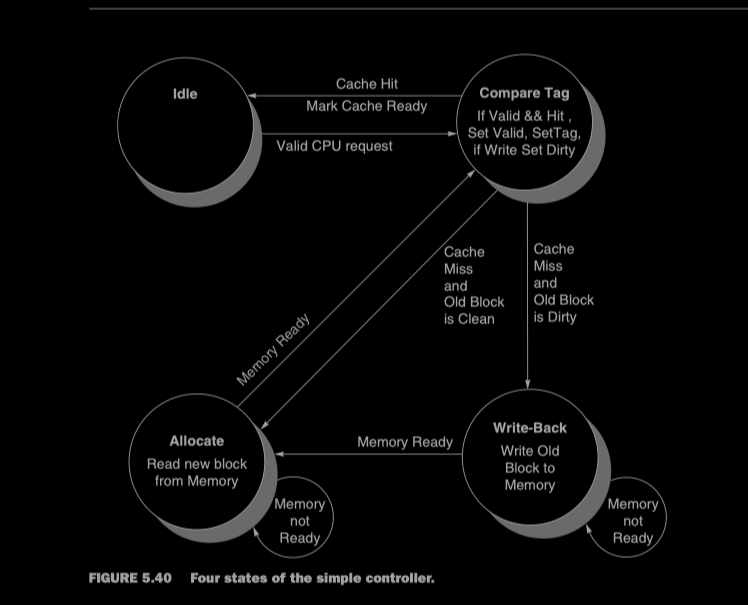 Idle
Cache Hit
Mark Cache Ready
Valid CPU request
Compare Tag
If Valid && Hit ,
Set Valid, SetTag,
if Write Set Dirty
Cache
Miss
and
Old Block
is Clean
Cache
Miss
and
Old Block
is Dirty
Memory Ready
Allocate
Read new block
from Memory
Memory Ready
Write-Back
Write Old
Block to
Memory
Memory
not
Ready
Memory
not
Ready
FIGURE 5.40 Four states of the simple controller.